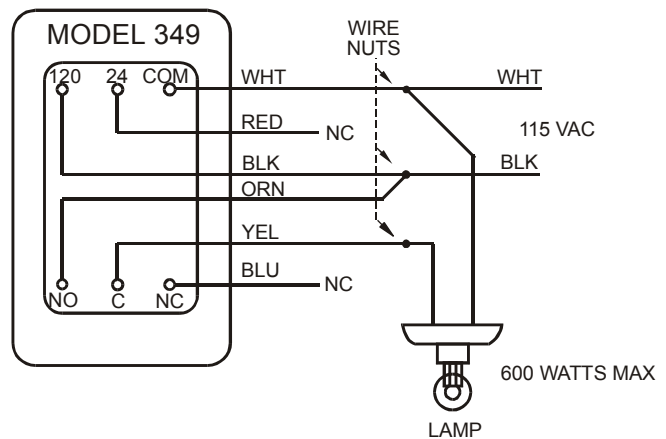 MODEL 349
WIRE
NUTS
120 24 COM
WHT
WHT
RED
NC
115 VAC
BLK
BLK
ORN
YEL
BLU
NC
NO C NC
600 WATTS MAX
LAMP